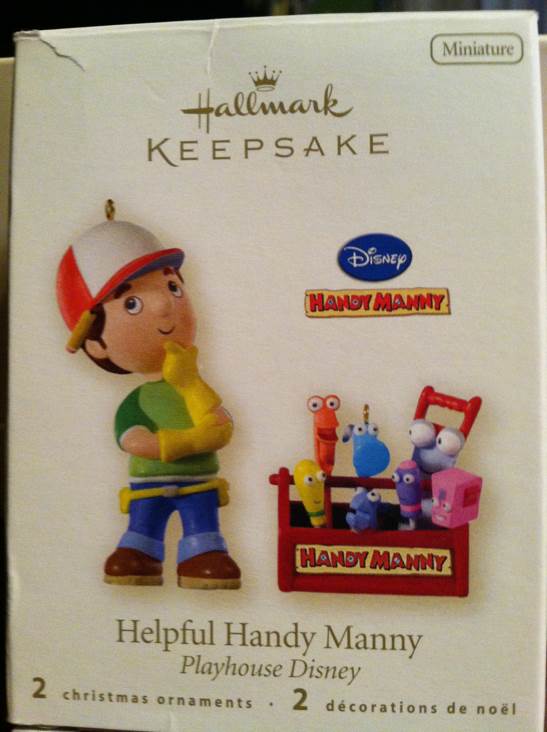 Miniature
Hallmark
KEEPSAKE
Disney
HANDY MANNY
HANDY MANNY
Helpful Handy Manny
Playhouse Disney
2 christmas ornaments · 2 décorations de noël